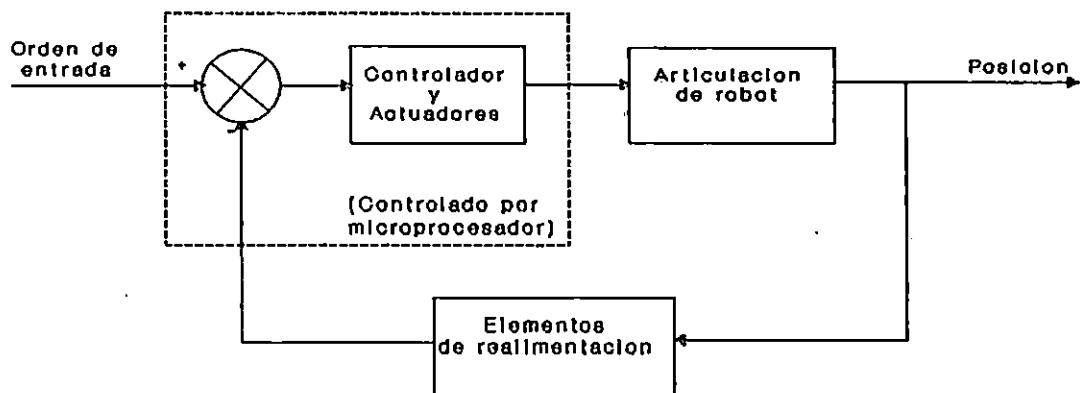 Orden de
entrada
+
Controlador
y
Actuadores
Articulacion
de robot
Posicion
-
(Controlado por
microprocesador)
Elementos
de realimentacion